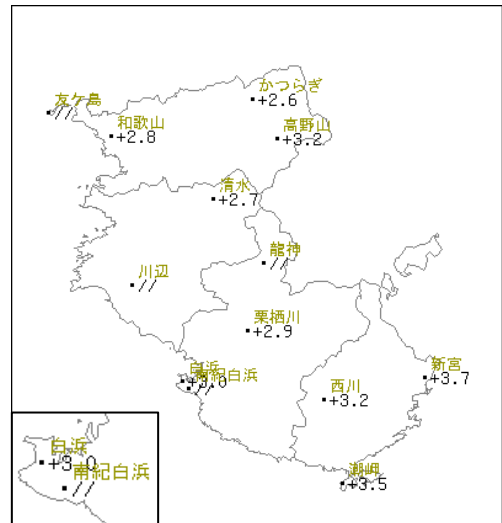 かつらぎ
+2.6
友ケ島
//
和歌山
+2.8
高野山
+3.2
清水
+2.7
龍神
//
川辺
//
栗栖川
+2.9
白浜
+3.0
南紀白浜
//
新宮
+3.7
西川
+3.2
潮岬
+3.5
白浜
+3.0
南紀白浜
//